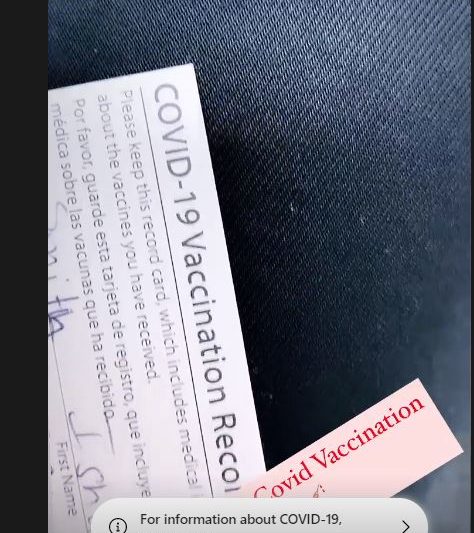 COVID-19 Vaccination Recor
Please keep this record card, which includes medical i
about the vaccines you have received.
Por favor, guarde esta tarjeta de registro, que incluye
médica sobre las vacunas que ha recibido
First Name
Covid Vaccination
For information about COVID-19,